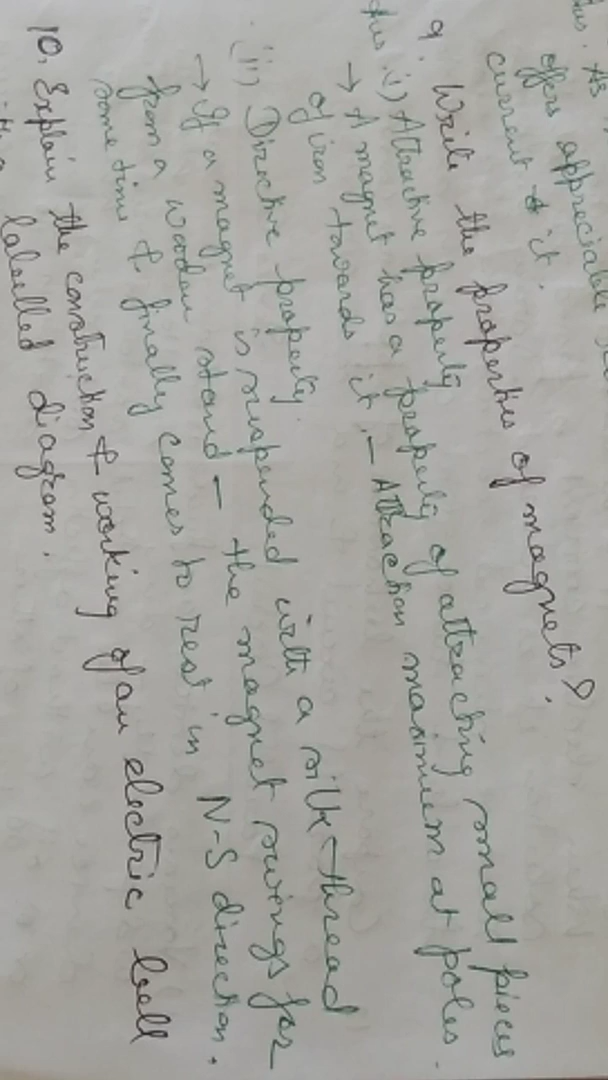 offers appreciable
current to it.
9. Write the properties of magnets?
i) Attractive property
→ A magnet has a property of attracting small pieces
of iron towards it. - Attraction maximum at poles.
(ii) Directive property.
→ If a magnet is suspended with a silk-thread
from a wooden stand - the magnet swings for
some time & finally comes to rest in N-S direction.
10. Explain the construction & working of an electric bell
labelled diagram.